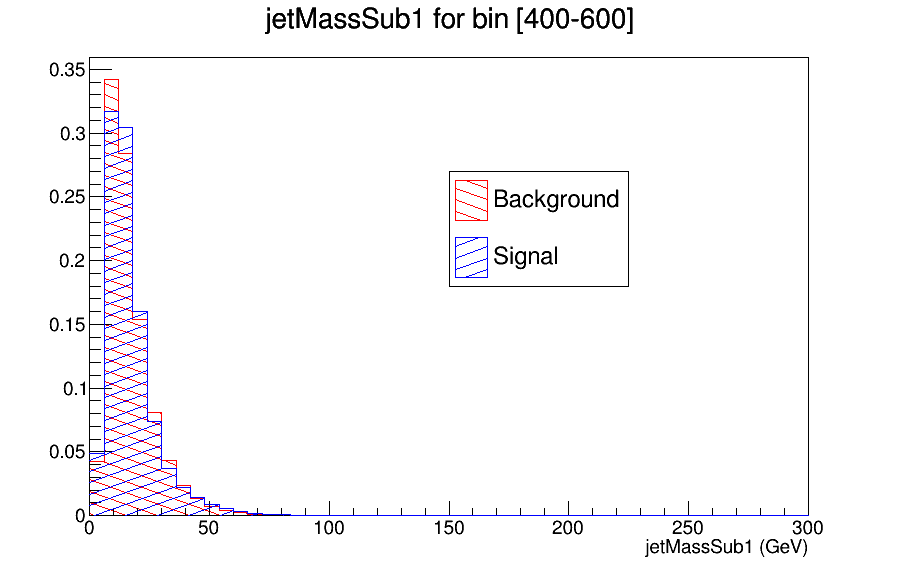 jetMassSub1 for bin [400-600]
0.35
0.3
0.25
0.2
0.15
0.1
0.05
0
Background
Signal
0 50 100 150 200 250 300
jetMassSub1 (GeV)